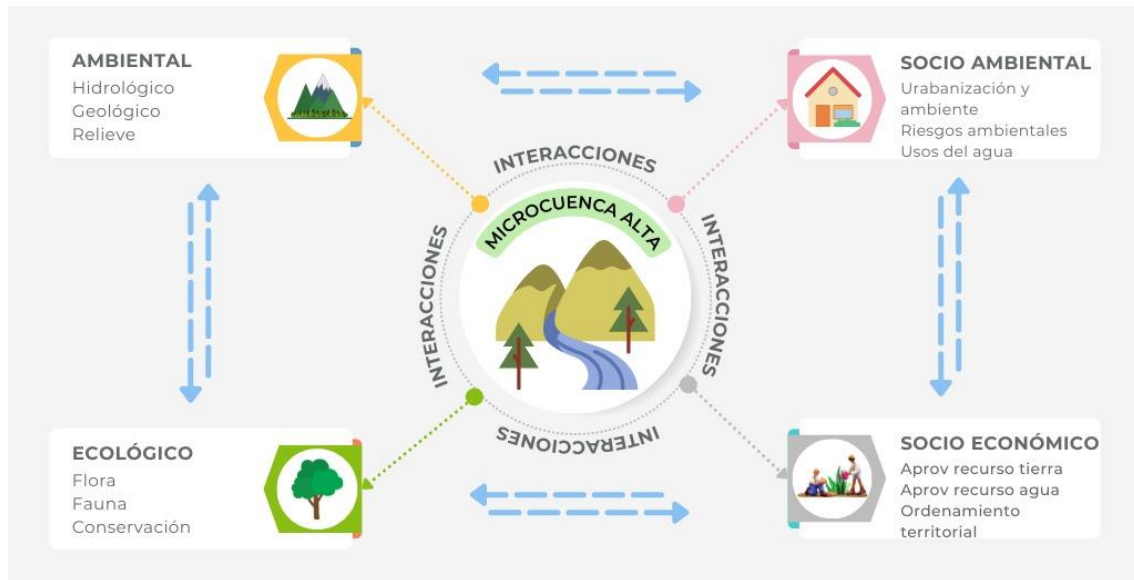 AMBIENTAL
Hidrológico
Geológico
Relieve
SOCIO AMBIENTAL
Urabanización y
ambiente
Riesgos ambientales
Usos del agua
INTERACCIONES
INTERACCIONES
INTERACCIONES
INTERACCIONES
MICROCUENCA ALTA
ECOLÓGICO
Flora
Fauna
Conservación
SOCIO ECONÓMICO
Aprov recurso tierra
Aprov recurso agua
Ordenamiento
territorial